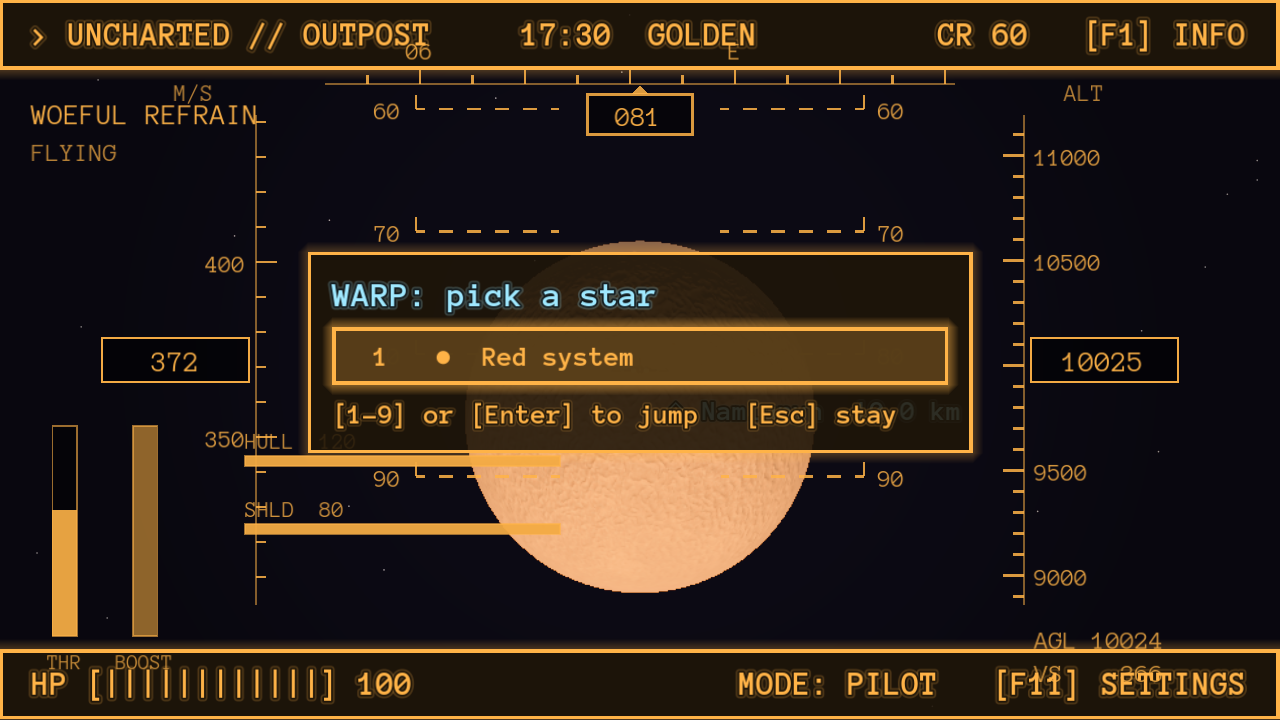 › UNCHARTED // OUTPOST 17:30 GOLDEN CR 60 [F1] INFO
06 E
M/S ALT
WOEFUL REFRAIN
60 081 60
FLYING
11000
70 70
400 10500
WARP: pick a star
1 ● Red system
372 10025
[1-9] or [Enter] to jump [Esc] stay
350 HULL 120
90 90
9500
SHLD 80
9000
AGL 10024
THR BOOST VS
HP [||||||||||||] 100 MODE: PILOT [F11] SETTINGS